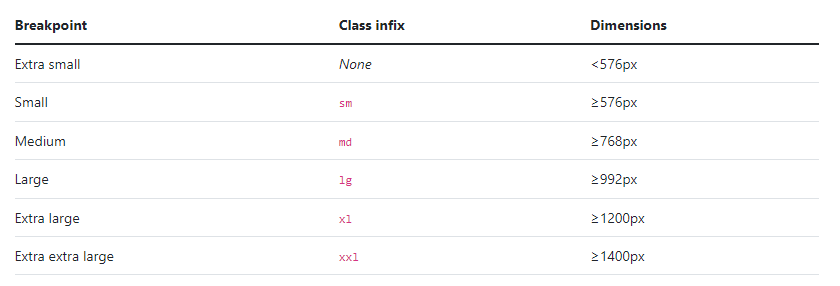 Breakpoint Class infix Dimensions
Extra small None <576px
Small sm ≥576px
Medium md ≥768px
Large lg ≥992px
Extra large xl ≥1200px
Extra extra large xxl ≥1400px